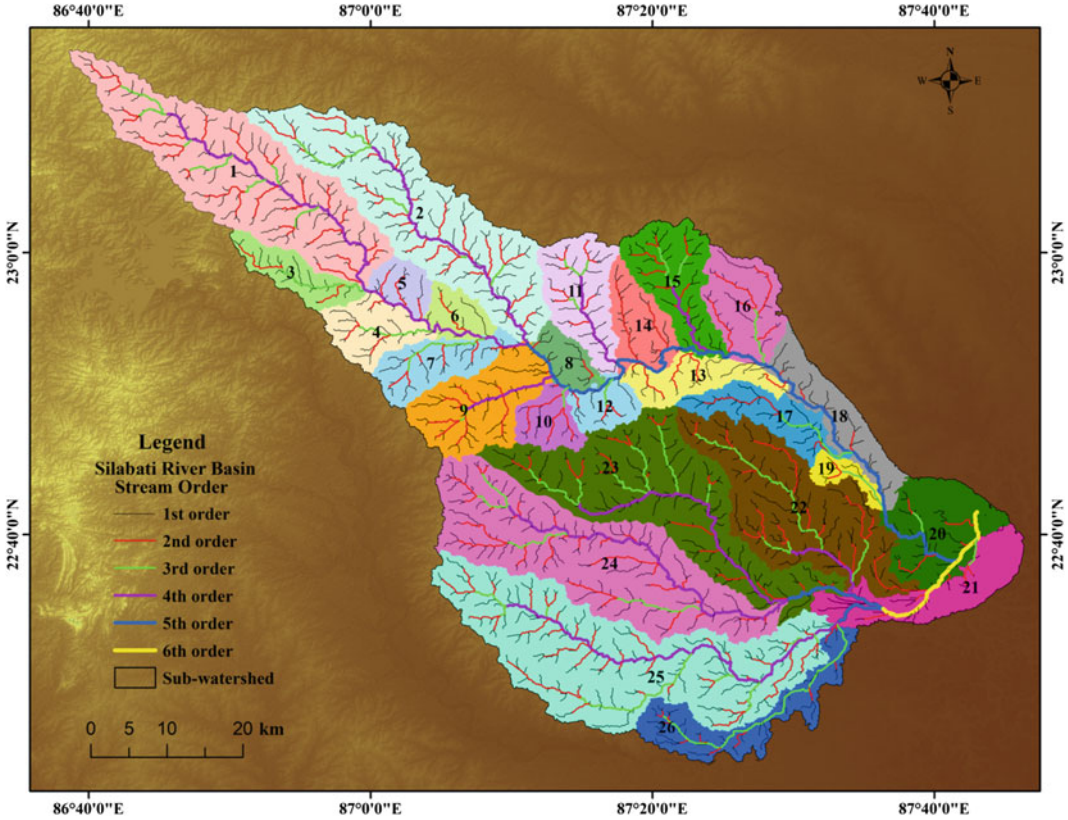 86°40'0"E 87°0'0"E 87°20'0"E 87°40'0"E
N
W E
S
23°0'0"N 23°0'0"N
22°40'0"N 22°40'0"N
1
2
3
4
5
6
7
8
9
10
11
12
13
14
15
16
17
18
19
20
21
22
23
24
25
26
Legend
Silabati River Basin
Stream Order
1st order
2nd order
3rd order
4th order
5th order
6th order
Sub-watershed
0 5 10 20 km
86°40'0"E 87°0'0"E 87°20'0"E 87°40'0"E